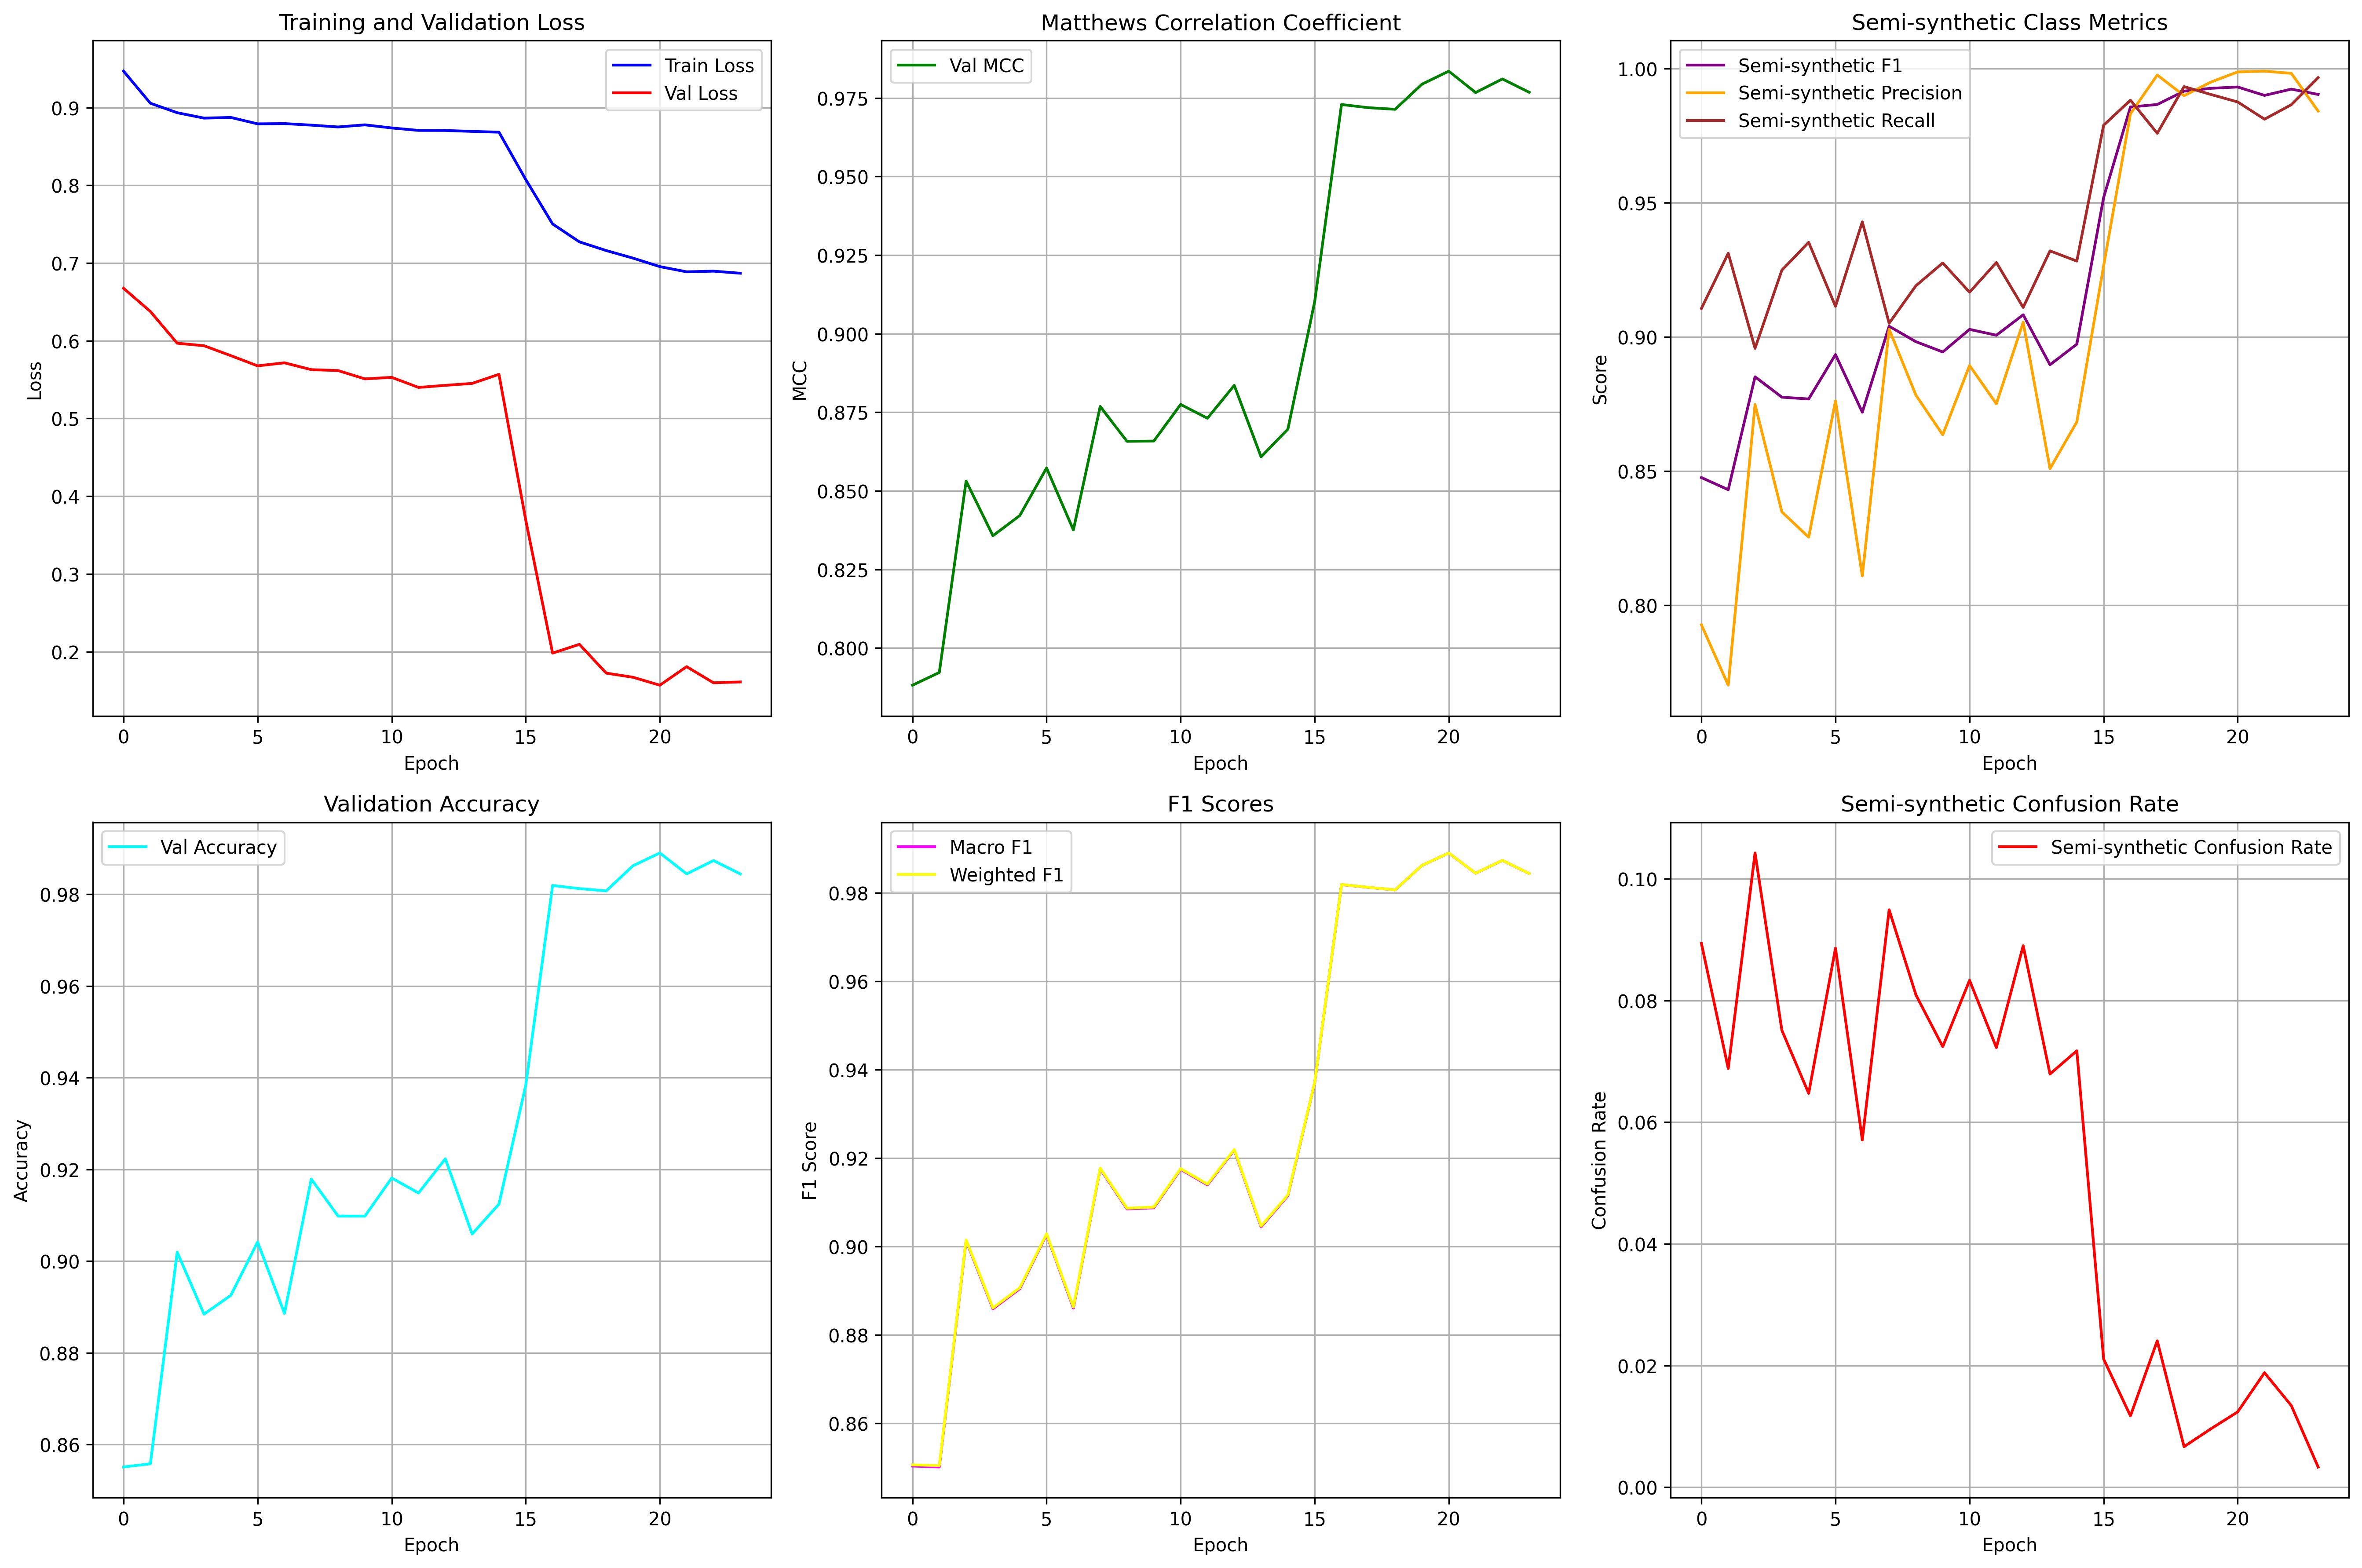 Training and Validation Loss
Train Loss
Val Loss
0.9
0.8
0.7
0.6
0.5
0.4
0.3
0.2
Loss
0 5 10 15 20
Epoch
Matthews Correlation Coefficient
Val MCC
0.975
0.950
0.925
0.900
0.875
0.850
0.825
0.800
MCC
0 5 10 15 20
Epoch
Semi-synthetic Class Metrics
Semi-synthetic F1
Semi-synthetic Precision
Semi-synthetic Recall
1.00
0.95
0.90
0.85
0.80
Score
0 5 10 15 20
Epoch
Validation Accuracy
Val Accuracy
0.98
0.96
0.94
0.92
0.90
0.88
0.86
Accuracy
0 5 10 15 20
Epoch
F1 Scores
Macro F1
Weighted F1
0.98
0.96
0.94
0.92
0.90
0.88
0.86
F1 Score
0 5 10 15 20
Epoch
Semi-synthetic Confusion Rate
Semi-synthetic Confusion Rate
0.10
0.08
0.06
0.04
0.02
0.00
Confusion Rate
0 5 10 15 20
Epoch